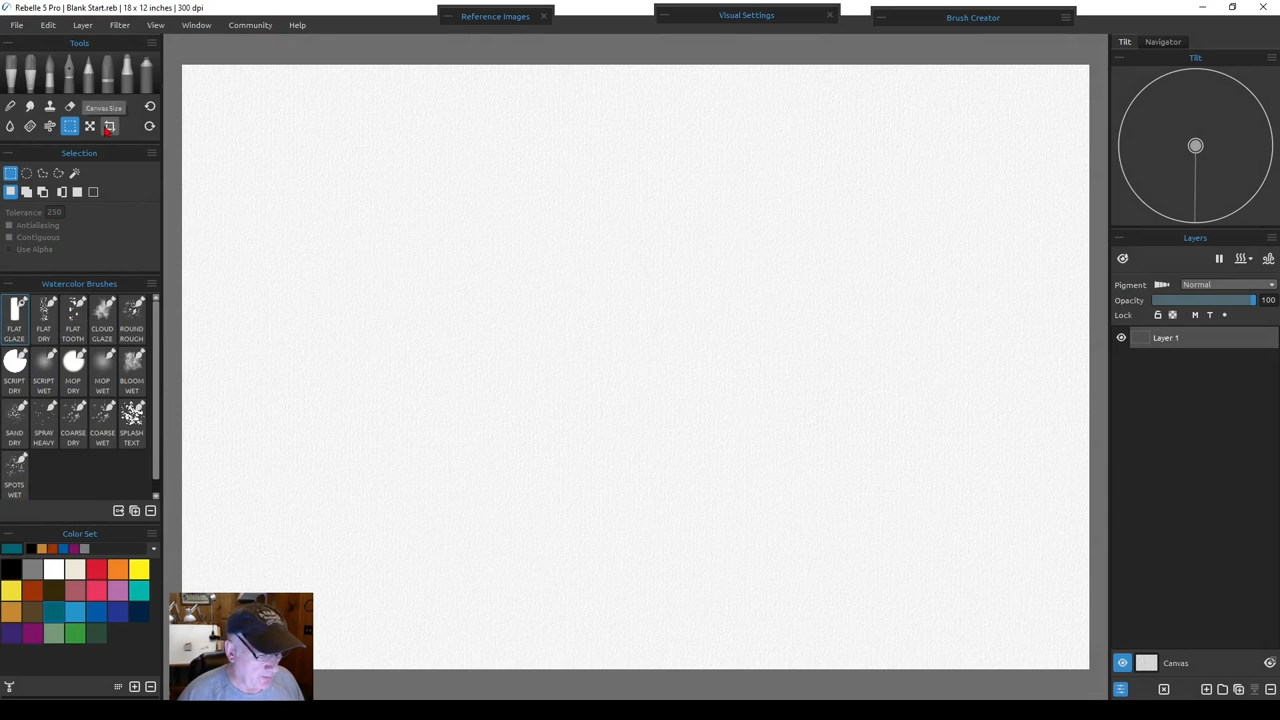 Rebelle 5 Pro | Blank Start.reb | 18 x 12 inches | 300 dpi
Reference Images
Visual Settings
Brush Creator
File Edit Layer Filter View Window Community Help
Tools
Tilt Navigator
Tilt
Canvas Size
Selection
Tolerance 250
Antialiasing
Contiguous
Use Alpha
Layers
Pigment Normal
Opacity 100
Lock M T
Layer 1
Watercolor Brushes
FLAT GLAZE
FLAT DRY
FLAT TOOTH
CLOUD GLAZE
ROUND ROUGH
SCRIPT DRY
SCRIPT WET
MOP DRY
MOP WET
BLOOM WET
SAND DRY
SPRAY HEAVY
COARSE DRY
COARSE WET
SPLASH TEXT
SPOTS WET
Color Set
Canvas